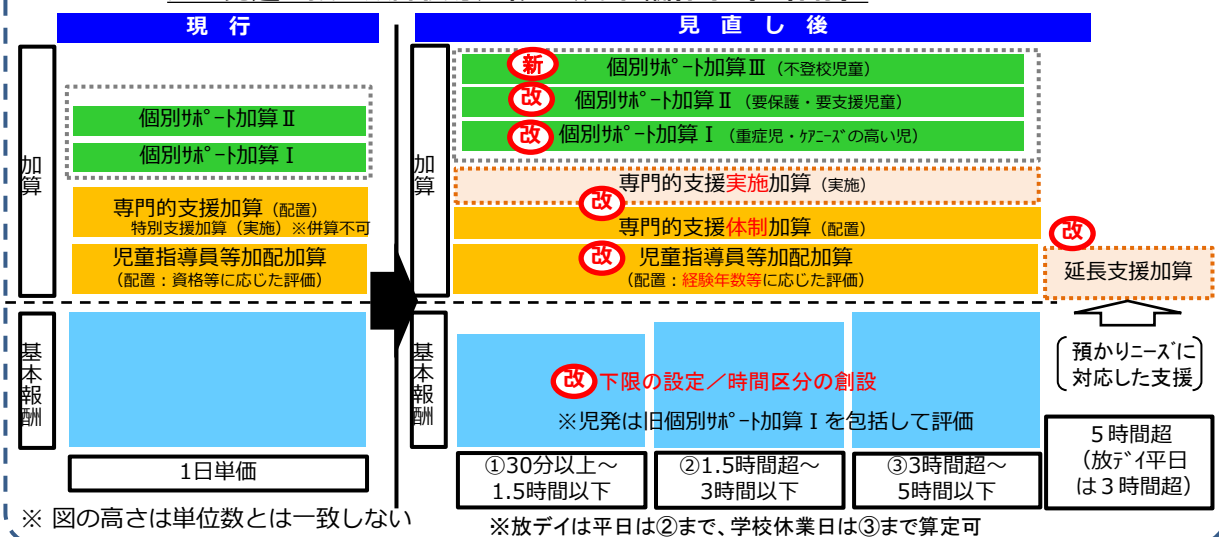 現 行
加算
個別ｻﾎﾟｰﾄ加算Ⅱ
個別ｻﾎﾟｰﾄ加算Ⅰ
専門的支援加算（配置）
特別支援加算（実施）※併算不可
児童指導員等加配加算
（配置：資格等に応じた評価）
基本報酬
1日単価
※ 図の高さは単位数とは一致しない
見 直 し 後
加算
新 個別ｻﾎﾟｰﾄ加算Ⅲ（不登校児童）
改 個別ｻﾎﾟｰﾄ加算Ⅱ（要保護・要支援児童）
改 個別ｻﾎﾟｰﾄ加算Ⅰ（重症児・ｹｱﾆｰｽﾞの高い児）
専門的支援実施加算（実施）
改
専門的支援体制加算（配置）
改 児童指導員等加配加算
（配置：経験年数等に応じた評価）
改
延長支援加算
預かりﾆｰｽﾞに
対応した支援
基本報酬
改 下限の設定／時間区分の創設
※児発は旧個別ｻﾎﾟｰﾄ加算Ⅰを包括して評価
①30分以上～
1.5時間以下
②1.5時間超～
3時間以下
③3時間超～
5時間以下
５時間超
（放ﾃﾞｲ平日
は３時間超）
※放デイは平日は②まで、学校休業日は③まで算定可